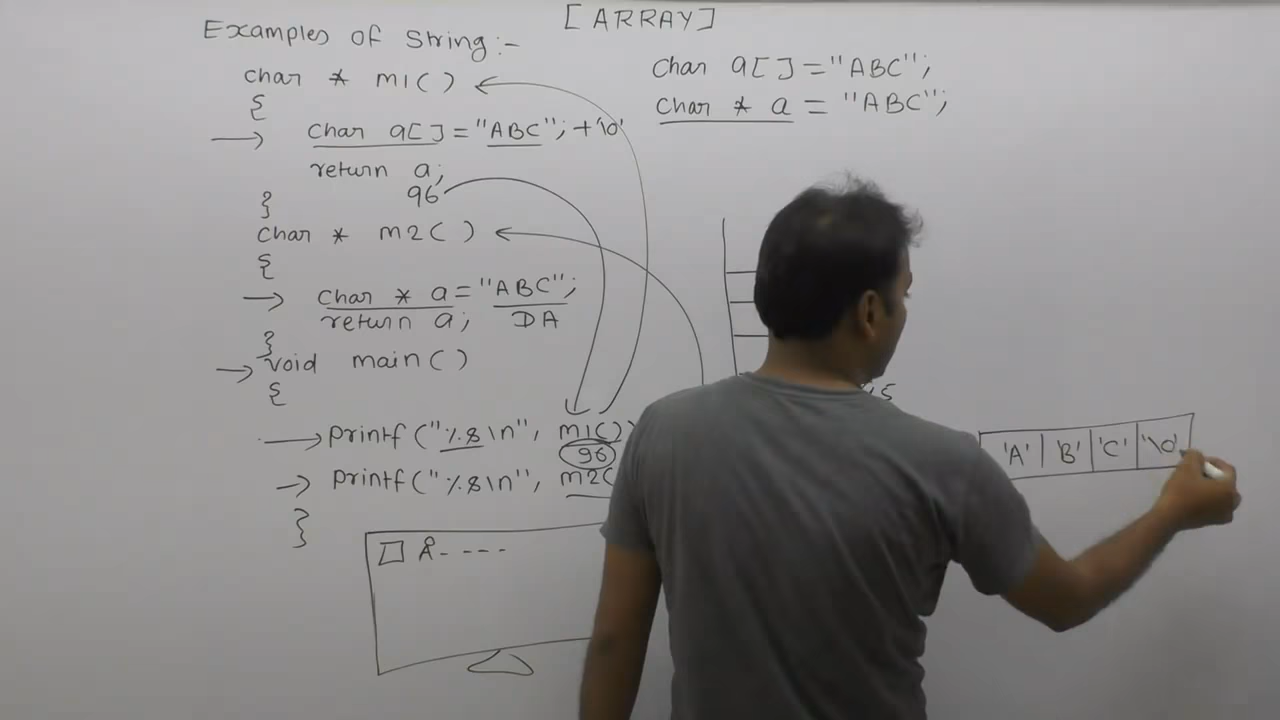 [ARRAY]
Examples of String:-
char * m1( )
{
char a[ ] = "ABC"; + '\0'
return a;
96
}
char * m2( )
{
char * a = "ABC";
return a; DA
}
void main( )
{
printf ("%s\n", m1( )
96
printf ("%s\n", m2(
}
A----
char a[ ] = "ABC";
char * a = "ABC";
'A' 'B' 'C' '\0'